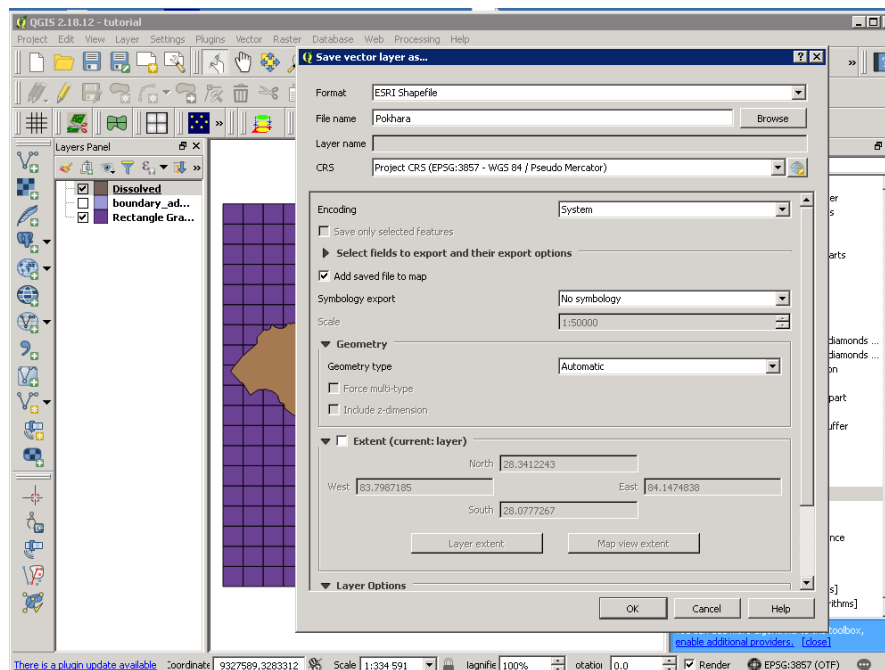 QGIS 2.18.12 - tutorial
Project Edit View Layer Settings Plugins Vector Raster Database Web Processing Help
Save vector layer as...
Format ESRI Shapefile
File name Pokhara Browse
Layer name
CRS Project CRS (EPSG:3857 - WGS 84 / Pseudo Mercator)
Layers Panel
Dissolved
boundary_ad...
Rectangle Gra...
Encoding System
Save only selected features
Select fields to export and their export options
Add saved file to map
Symbology export No symbology
Scale 1:50000
Geometry
Geometry type Automatic
Force multi-type
Include z-dimension
Extent (current: layer)
North 28.3412243
West 83.7987185 East 84.1474838
South 28.0777267
Layer extent Map view extent
Layer Options
OK Cancel Help
er
s
arts
diamonds ...
diamonds ...
on
part
uffer
nce
s]
rithms]
toolbox,
enable additional providers. [close]
There is a plugin update available Coordinate 9327589,3283312 Scale 1:334 591 lagnifie 100% otation 0.0 Render EPSG:3857 (OTF)